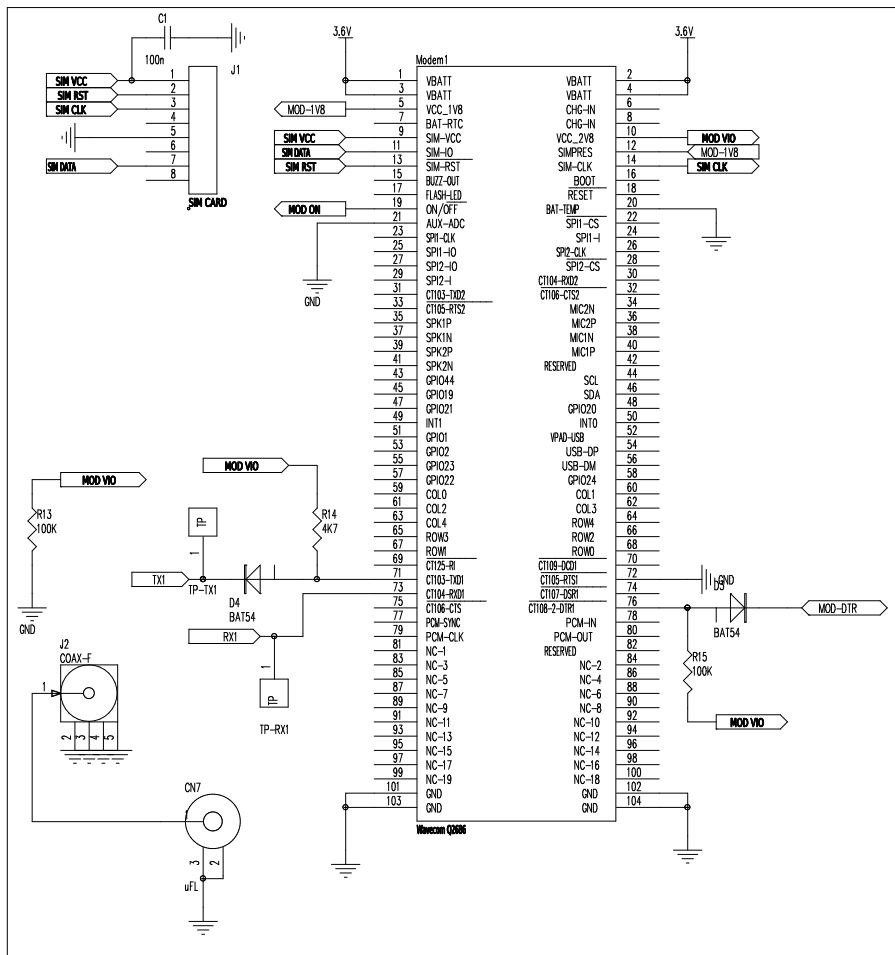 C1
100n
J1
SIM VCC 1
SIM RST 2
SIM CLK 3
4
5
6
SIM DATA 7
8
SIM CARD
3.6V
3.6V
Modem1
1 VBATT VBATT 2
3 VBATT VBATT 4
MOD-1V8 5 VCC_1V8 CHG-IN 6
7 BAT-RTC CHG-IN 8
SIM VCC 9 SIM-VCC VCC_2V8 10 MOD VIO
SIM DATA 11 SIM-IO SIMPRES 12 MOD-1V8
SIM RST 13 SIM-RST SIM-CLK 14 SIM CLK
15 BUZZ-OUT BOOT 16
17 FLASH-LED RESET 18
MOD ON 19 ON/OFF BAT-TEMP 20
21 AUX-ADC SPI1-CS 22
23 SPI1-CLK SPI1-I 24
25 SPI1-IO SPI2-CLK 26
27 SPI2-IO SPI2-CS 28
29 SPI2-I CT104-RXD2 30
31 CT103-TXD2 CT106-CTS2 32
33 CT105-RTS2 MIC2N 34
35 SPK1P MIC2P 36
37 SPK1N MIC1N 38
39 SPK2P MIC1P 40
41 SPK2N RESERVED 42
43 GPIO44 SCL 44
45 GPIO19 SDA 46
47 GPIO21 GPIO20 48
49 INT1 INT0 50
51 GPIO1 VPAD-USB 52
53 GPIO2 USB-DP 54
55 GPIO23 USB-DM 56
57 GPIO22 GPIO24 58
59 COL0 COL1 60
61 COL2 COL3 62
63 COL4 ROW4 64
65 ROW3 ROW2 66
67 ROW1 ROW0 68
69 CT125-RI CT109-DCD1 70
71 CT103-TXD1 CT105-RTS1 72
73 CT104-RXD1 CT107-DSR1 74
75 CT106-CTS CT108-2-DTR1 76
77 PCM-SYNC PCM-IN 78
79 PCM-CLK PCM-OUT 80
81 NC-1 RESERVED 82
83 NC-3 NC-2 84
85 NC-5 NC-4 86
87 NC-7 NC-6 88
89 NC-9 NC-8 90
91 NC-11 NC-10 92
93 NC-13 NC-12 94
95 NC-15 NC-14 96
97 NC-17 NC-16 98
99 NC-19 NC-18 100
101 GND GND 102
103 GND GND 104
Wavecom Q2686
GND
MOD VIO
R13
100K
GND
MOD VIO
R14
4K7
TP
1
TX1
TP-TX1
D4
BAT54
RX1
1
TP
TP-RX1
GND
D5
BAT54
MOD-DTR
R15
100K
MOD VIO
J2
COAX-F
1
2
3
4
5
CN7
1
3
2
uFL